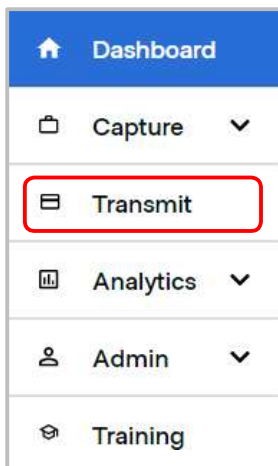 Dashboard
Capture
Transmit
Analytics
Admin
Training